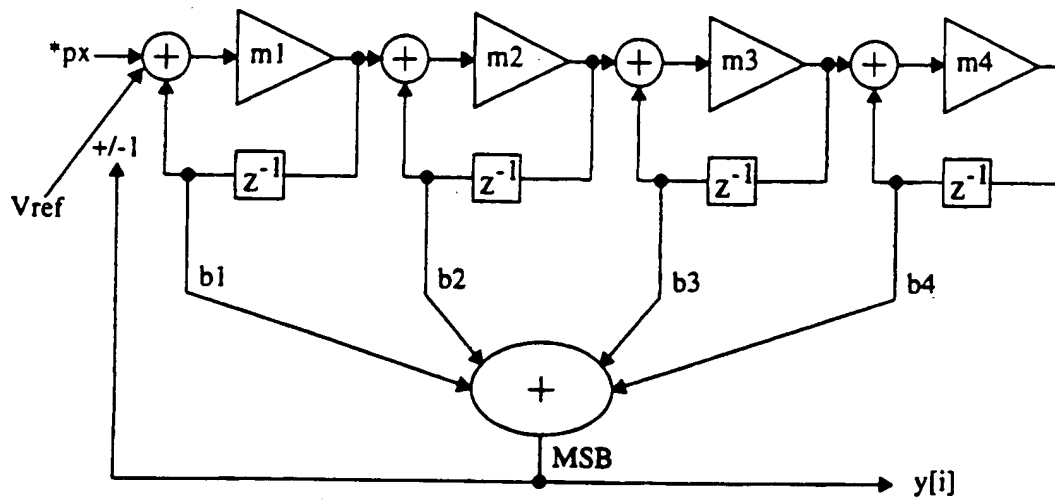 *px
+
m1
+
m2
+
m3
+
m4
+/-1
z⁻¹
z⁻¹
z⁻¹
z⁻¹
Vref
b1
b2
b3
b4
+
MSB
y[i]